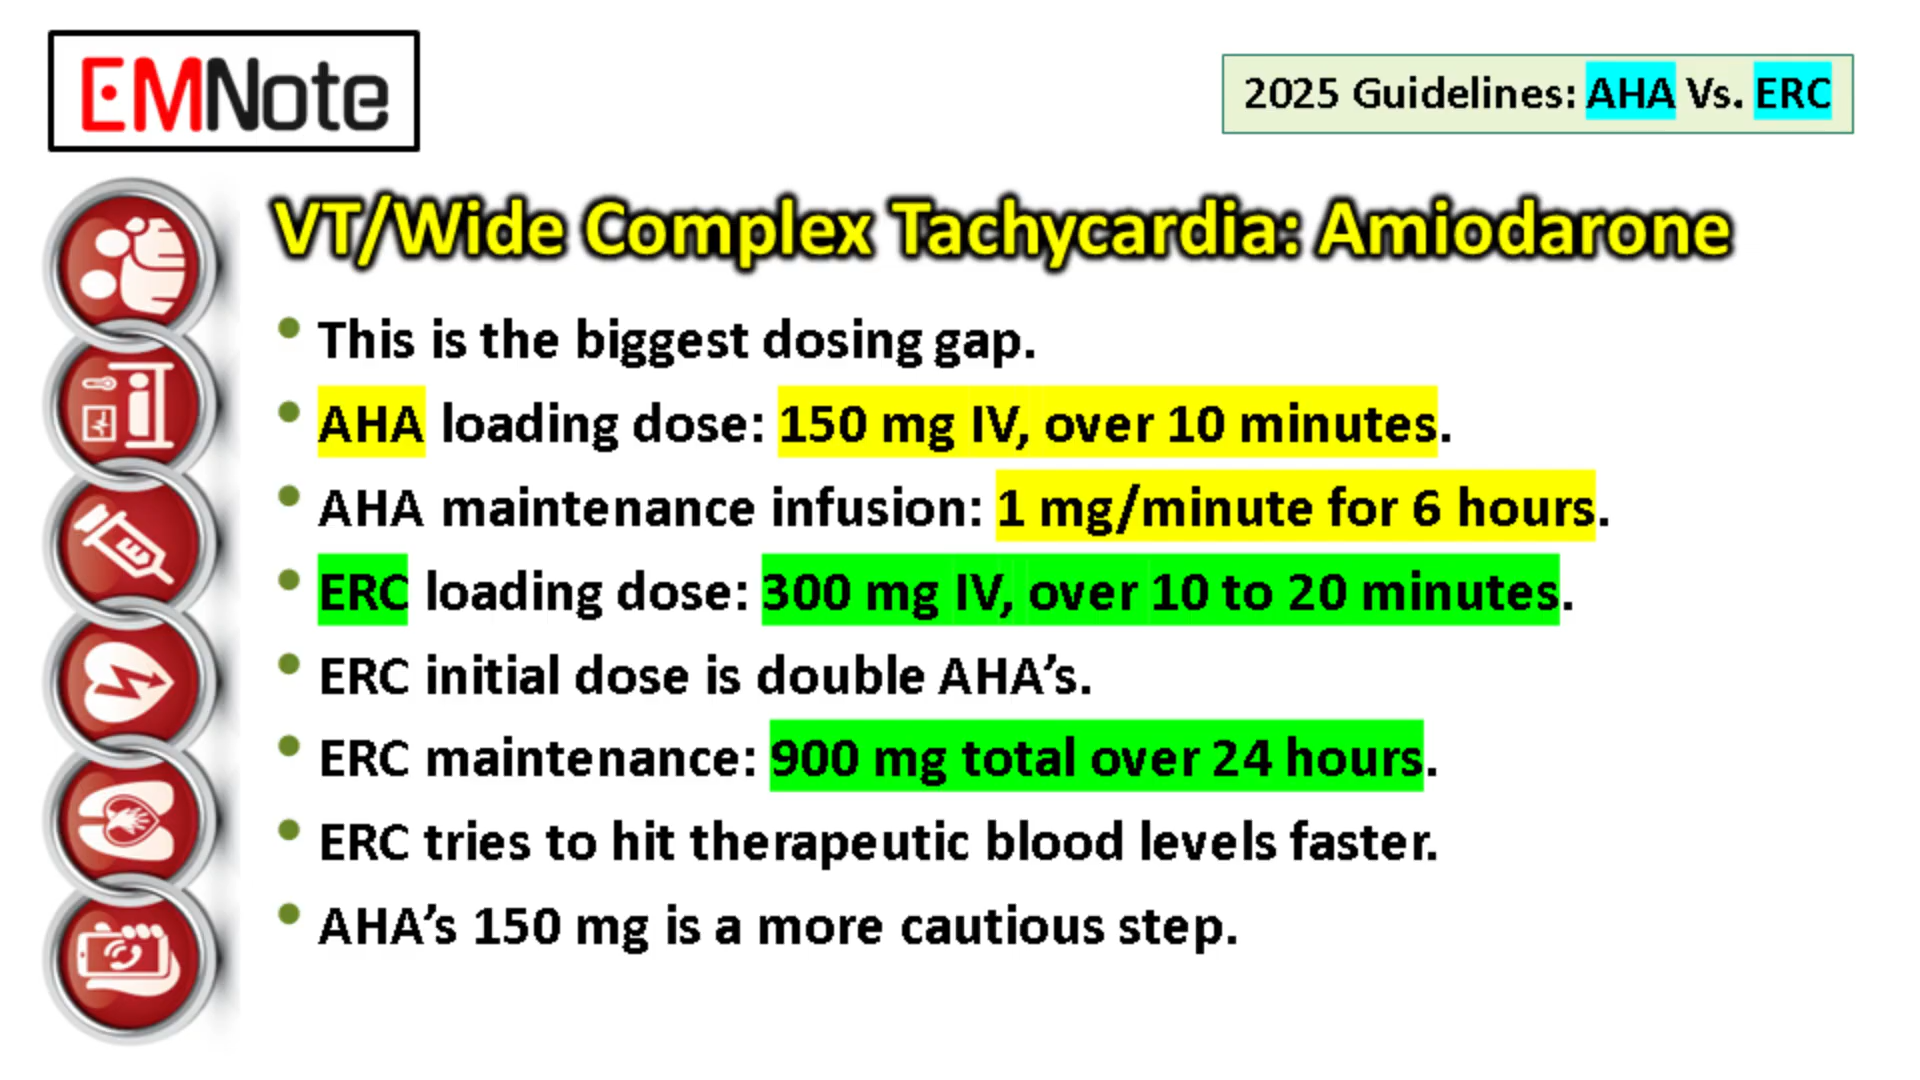 EMNote
2025 Guidelines: AHA Vs. ERC
VT/Wide Complex Tachycardia: Amiodarone
• This is the biggest dosing gap.
• AHA loading dose: 150 mg IV, over 10 minutes.
• AHA maintenance infusion: 1 mg/minute for 6 hours.
• ERC loading dose: 300 mg IV, over 10 to 20 minutes.
• ERC initial dose is double AHA’s.
• ERC maintenance: 900 mg total over 24 hours.
• ERC tries to hit therapeutic blood levels faster.
• AHA’s 150 mg is a more cautious step.